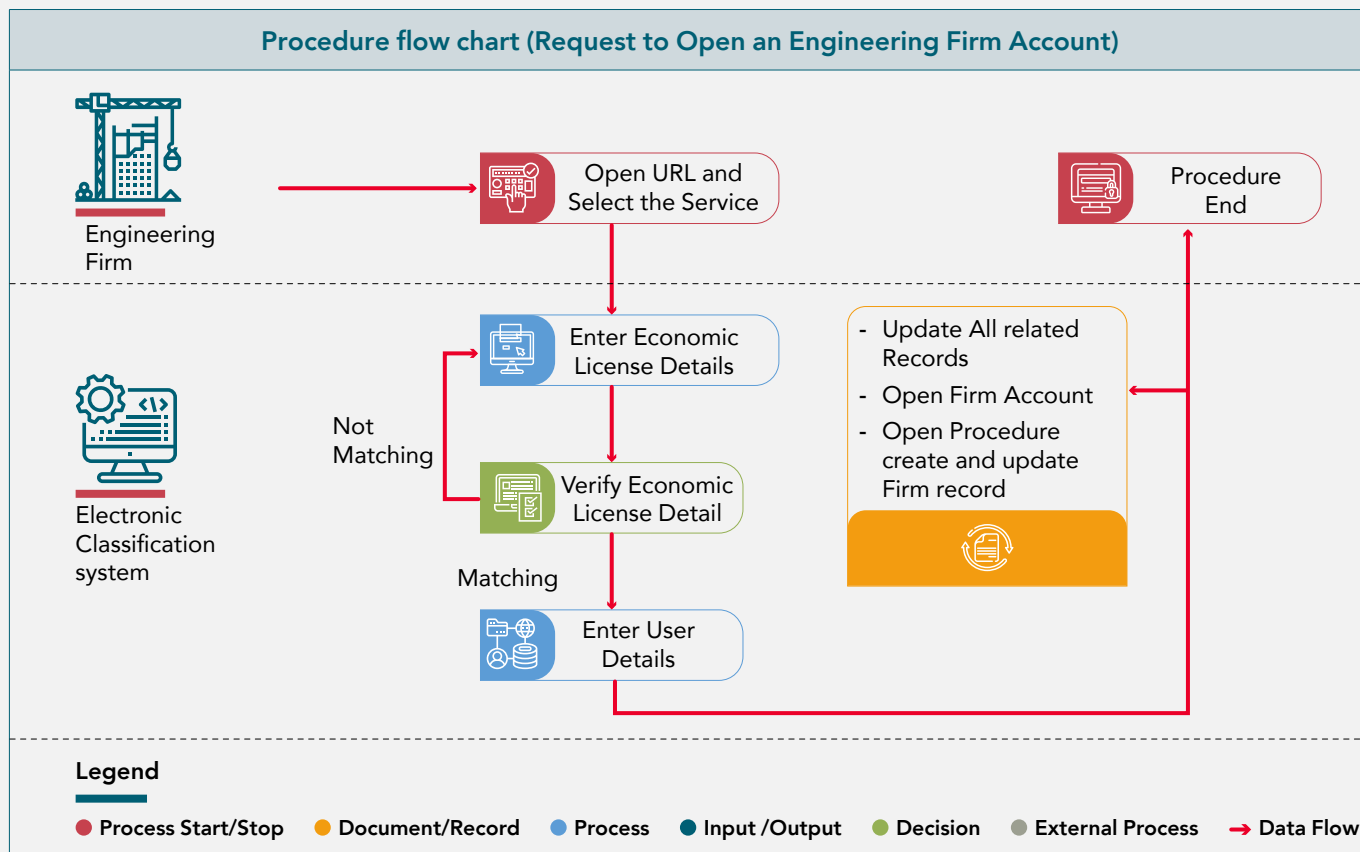 Procedure flow chart (Request to Open an Engineering Firm Account)
Engineering
Firm
Open URL and
Select the Service
Procedure
End
Electronic
Classification
system
Enter Economic
License Details
Not
Matching
Verify Economic
License Detail
Matching
Enter User
Details
- Update All related
Records
- Open Firm Account
- Open Procedure
create and update
Firm record
Legend
Process Start/Stop
Document/Record
Process
Input /Output
Decision
External Process
Data Flow